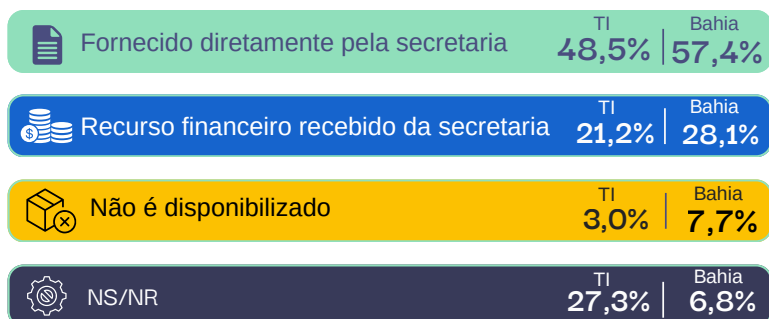 TI Bahia
Fornecido diretamente pela secretaria 48,5% 57,4%
TI Bahia
Recurso financeiro recebido da secretaria 21,2% 28,1%
TI Bahia
Não é disponibilizado 3,0% 7,7%
TI Bahia
NS/NR 27,3% 6,8%